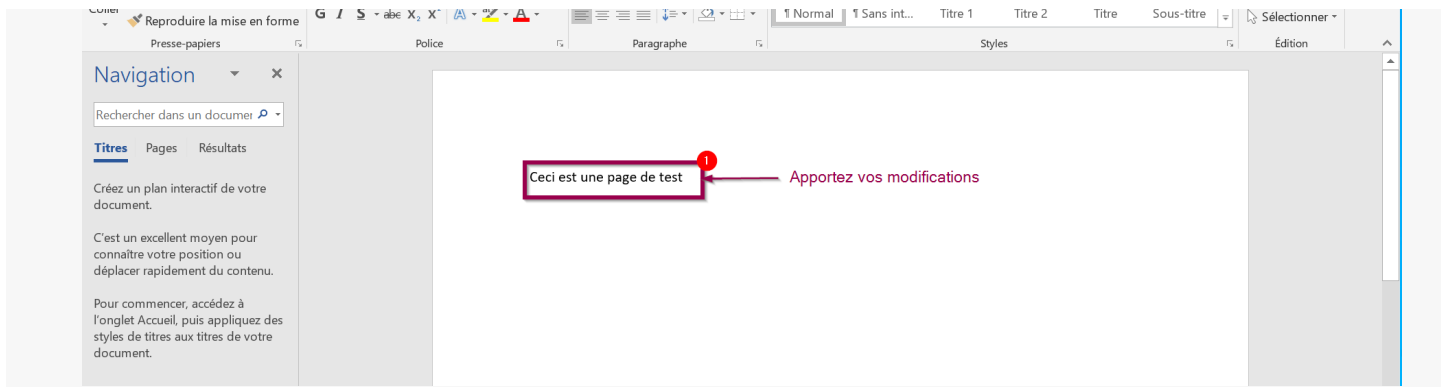 Coller
Reproduire la mise en forme
G I S abc X₂ X² A ab A
¶ Normal ¶ Sans int... Titre 1 Titre 2 Titre Sous-titre
Sélectionner
Presse-papiers Police Paragraphe Styles Édition
Navigation
Rechercher dans un documen
Titres Pages Résultats
Créez un plan interactif de votre
document.
C'est un excellent moyen pour
connaître votre position ou
déplacer rapidement du contenu.
Pour commencer, accédez à
l'onglet Accueil, puis appliquez des
styles de titres aux titres de votre
document.
1
Ceci est une page de test
Apportez vos modifications